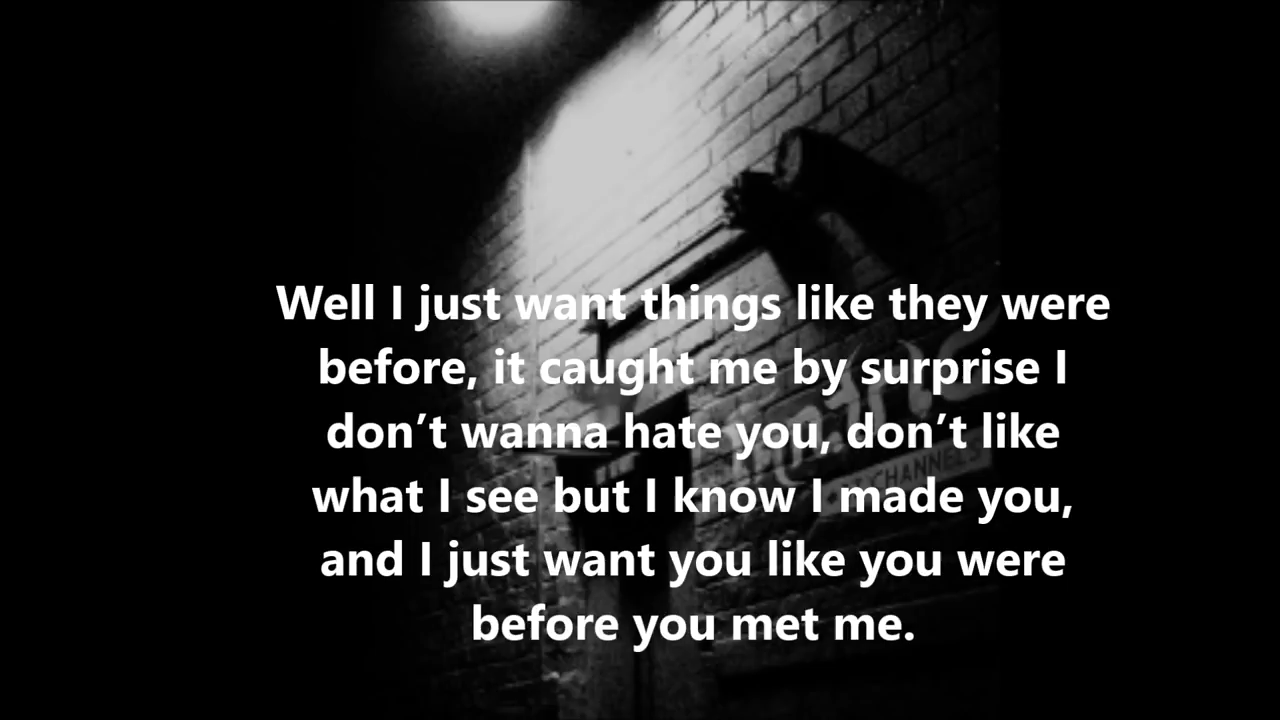 Well I just want things like they were
before, it caught me by surprise I
don’t wanna hate you, don’t like
what I see but I know I made you,
and I just want you like you were
before you met me.
CHANNELS